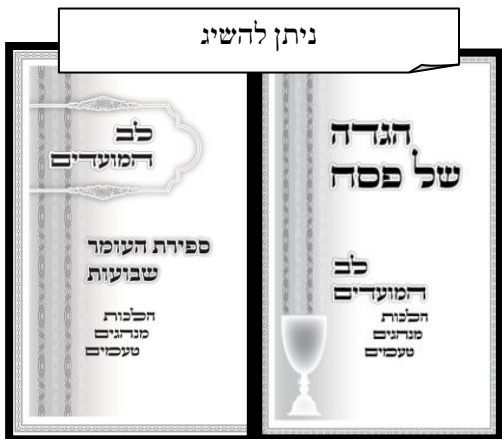 ניתן להשיג
הגדה
של פסח
לב
המועדים
הלכות
מנהגים
טעמים
לב
המועדים
ספירת העומר
שבועות
הלכות
מנהגים
טעמים